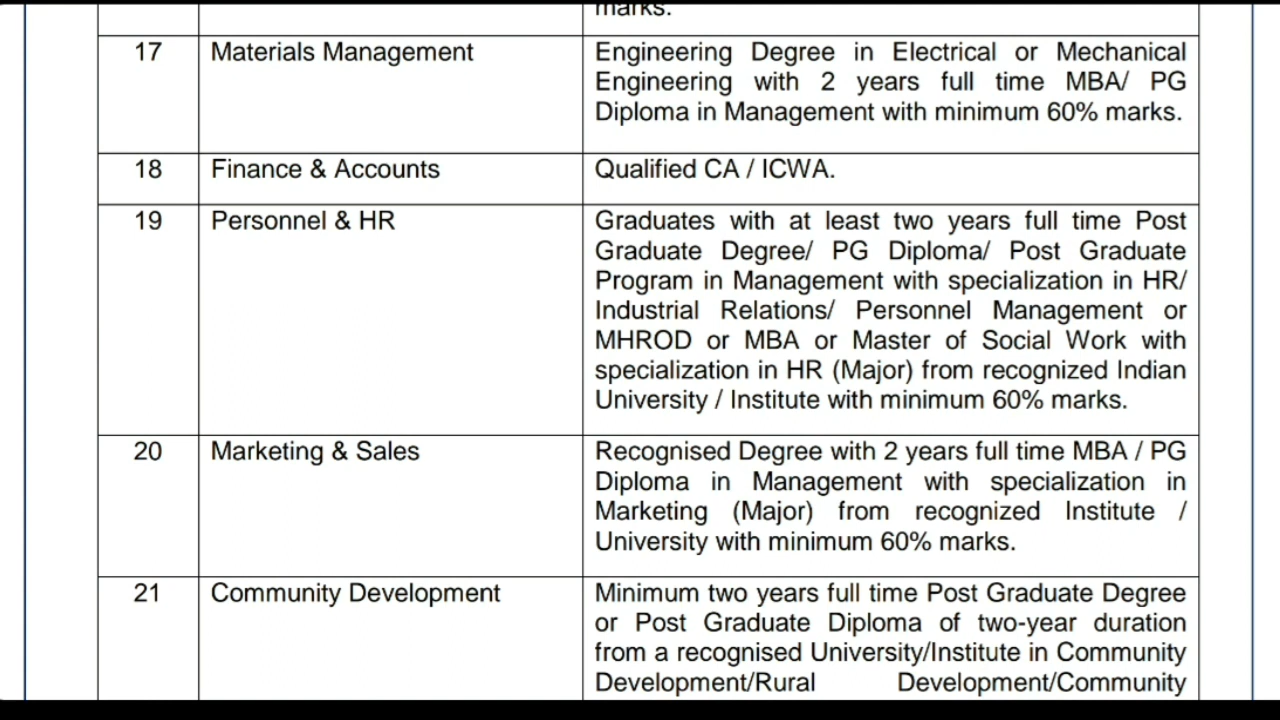 marks.
17 Materials Management Engineering Degree in Electrical or Mechanical
Engineering with 2 years full time MBA/ PG
Diploma in Management with minimum 60% marks.
18 Finance & Accounts Qualified CA / ICWA.
19 Personnel & HR Graduates with at least two years full time Post
Graduate Degree/ PG Diploma/ Post Graduate
Program in Management with specialization in HR/
Industrial Relations/ Personnel Management or
MHROD or MBA or Master of Social Work with
specialization in HR (Major) from recognized Indian
University / Institute with minimum 60% marks.
20 Marketing & Sales Recognised Degree with 2 years full time MBA / PG
Diploma in Management with specialization in
Marketing (Major) from recognized Institute /
University with minimum 60% marks.
21 Community Development Minimum two years full time Post Graduate Degree
or Post Graduate Diploma of two-year duration
from a recognised University/Institute in Community
Development/Rural Development/Community